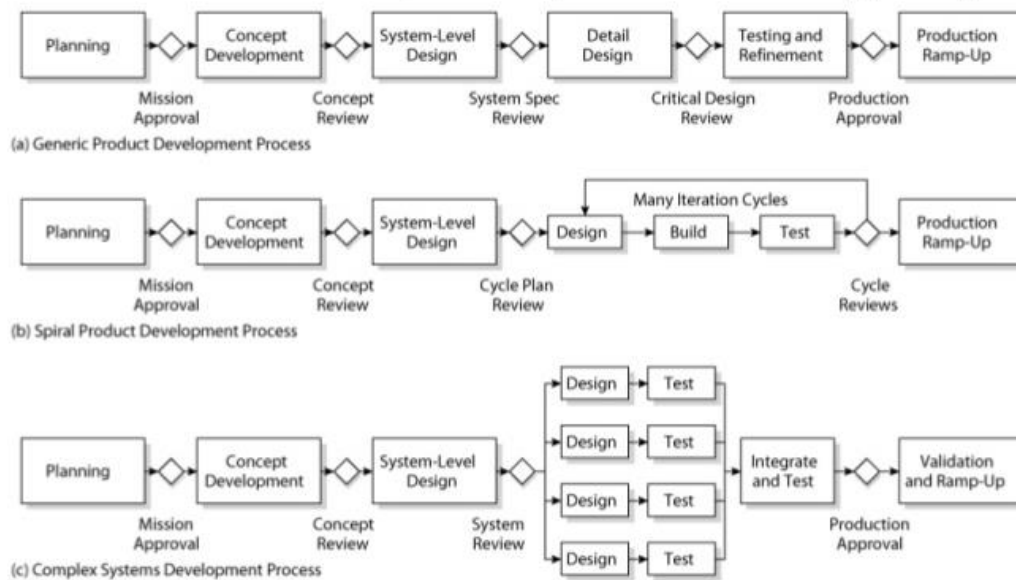 Planning
Concept
Development
System-Level
Design
Detail
Design
Testing and
Refinement
Production
Ramp-Up
Mission
Approval
Concept
Review
System Spec
Review
Critical Design
Review
Production
Approval
(a) Generic Product Development Process
Many Iteration Cycles
Planning
Concept
Development
System-Level
Design
Design
Build
Test
Production
Ramp-Up
Mission
Approval
Concept
Review
Cycle Plan
Review
Cycle
Reviews
(b) Spiral Product Development Process
Design
Test
Design
Test
Planning
Concept
Development
System-Level
Design
Integrate
and Test
Validation
and Ramp-Up
Design
Test
Mission
Approval
Concept
Review
System
Review
Production
Approval
Design
Test
(c) Complex Systems Development Process